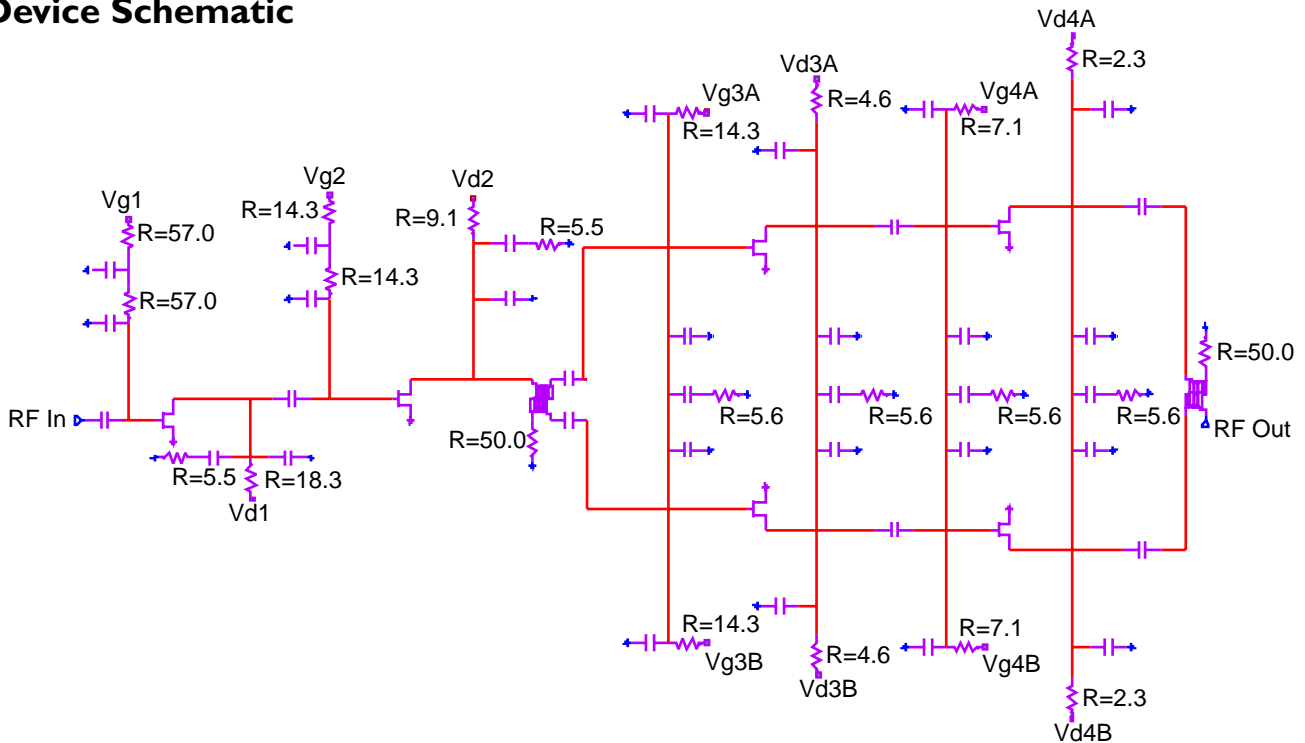 Device Schematic
Vd4A
R=2.3
Vd3A
R=4.6
Vg3A
R=14.3
Vg4A
R=7.1
Vg1
R=57.0
R=57.0
Vg2
R=14.3
R=14.3
Vd2
R=9.1
R=5.5
R=50.0
RF In
R=5.5
R=18.3
Vd1
R=50.0
R=5.6
R=5.6
R=5.6
R=5.6
RF Out
R=14.3
Vg3B
R=4.6
Vd3B
R=7.1
Vg4B
R=2.3
Vd4B